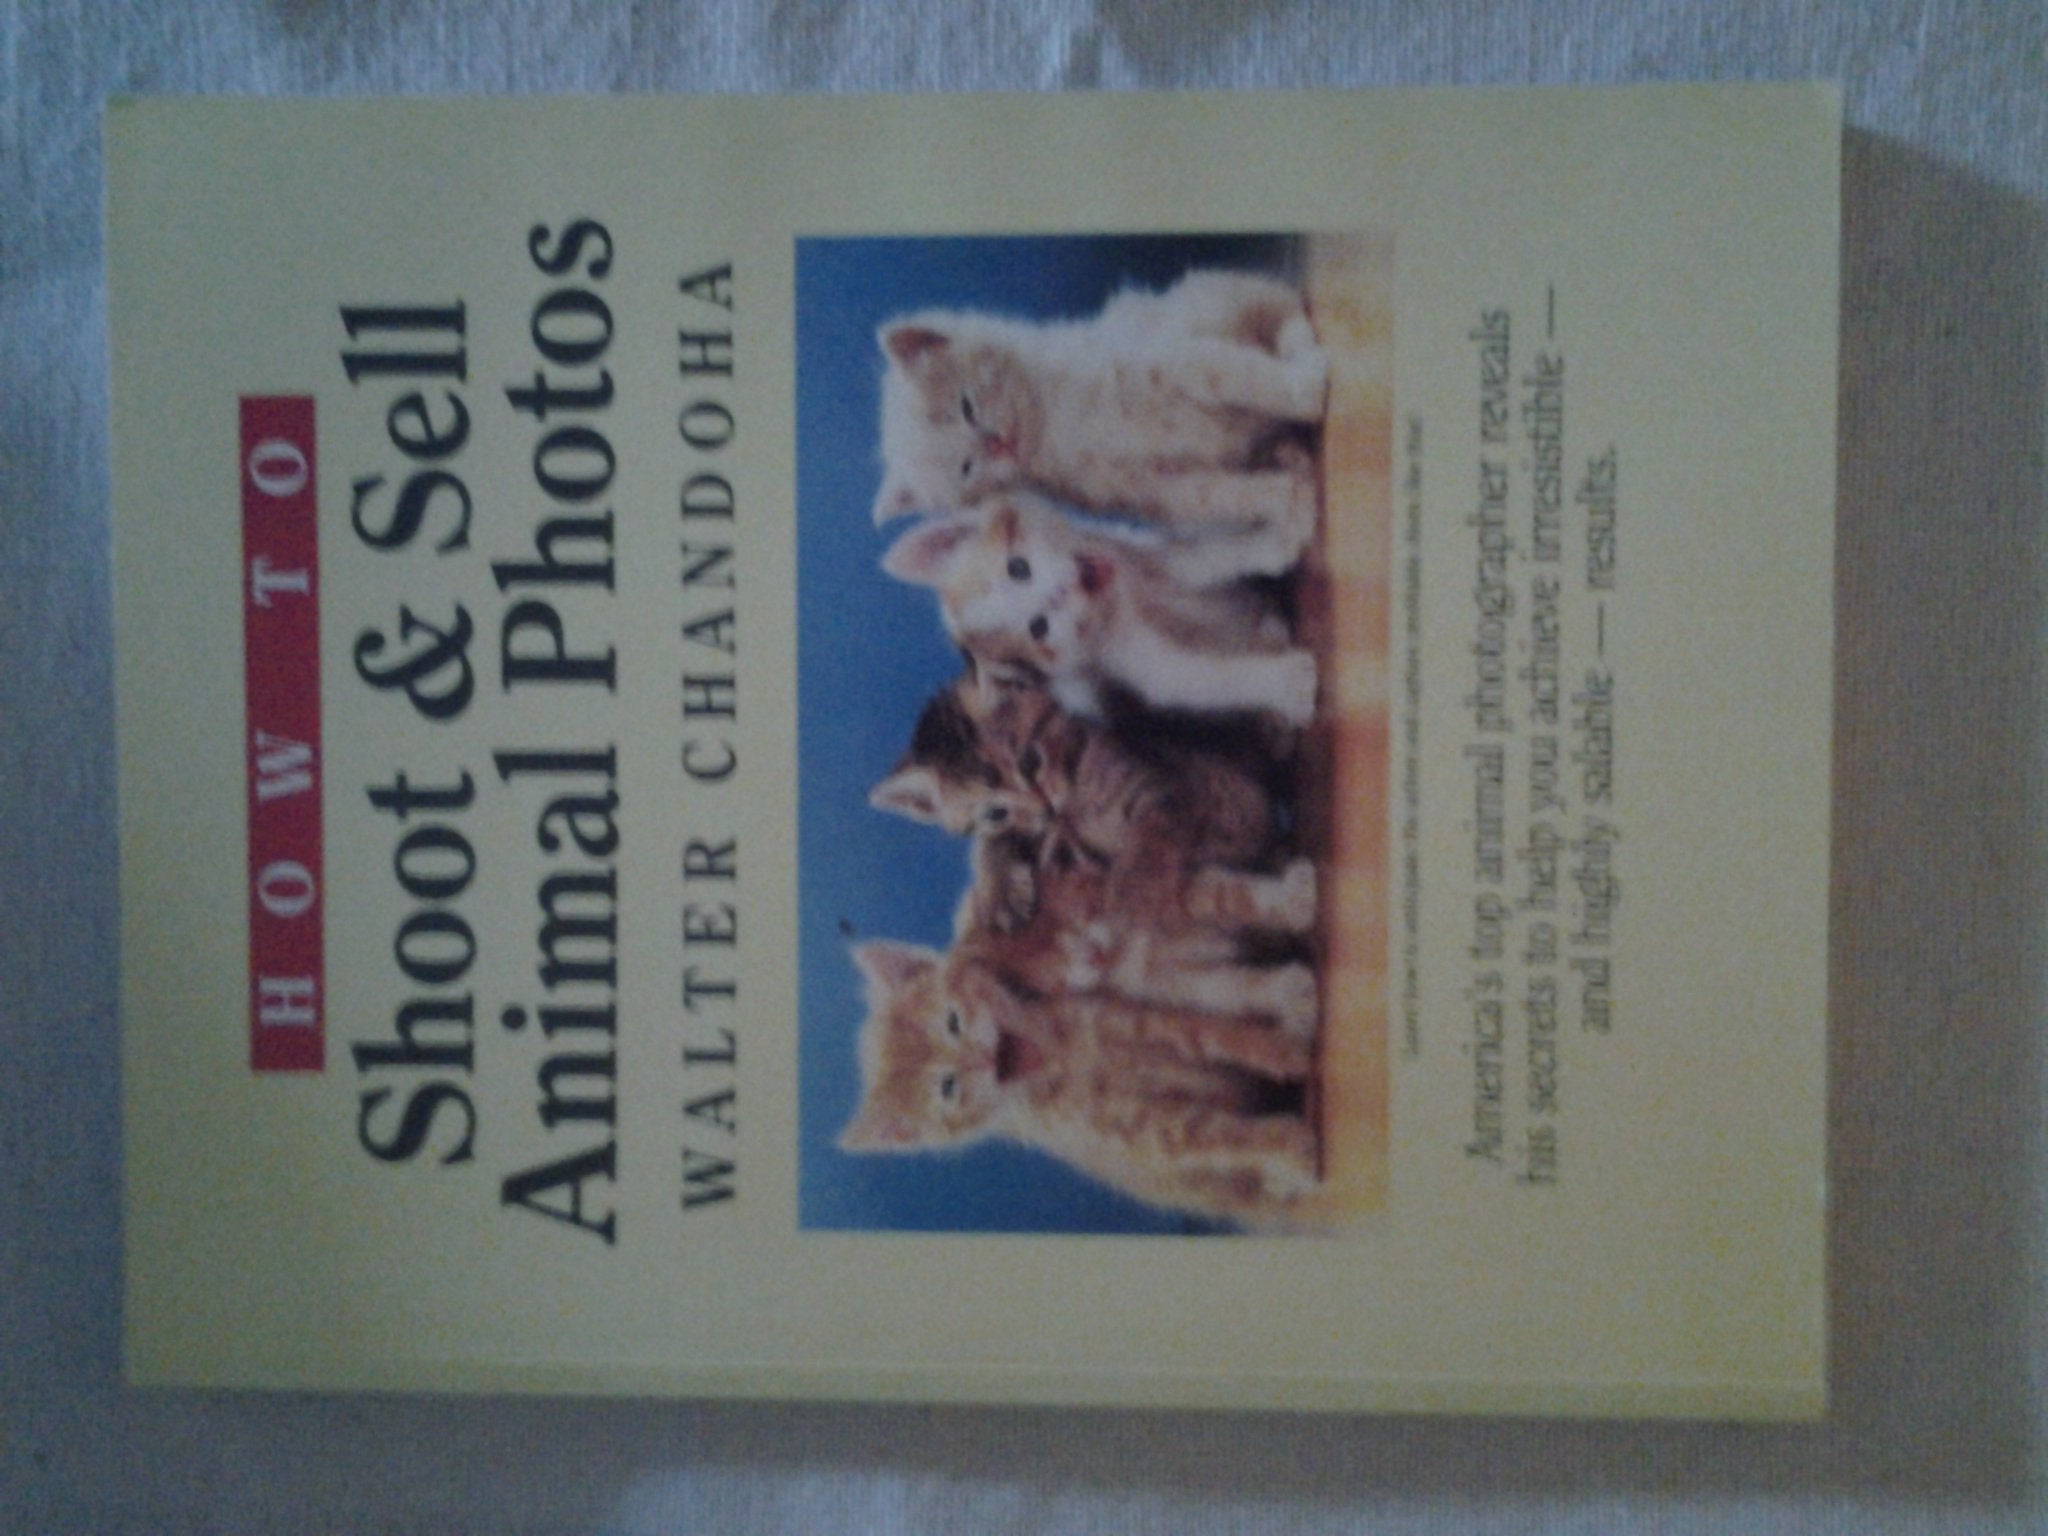 HOW TO
Shoot & Sell
Animal Photos
WALTER CHANDOHA
America's top animal photographer reveals
his secrets to help you achieve irresistible —
and highly salable — results.